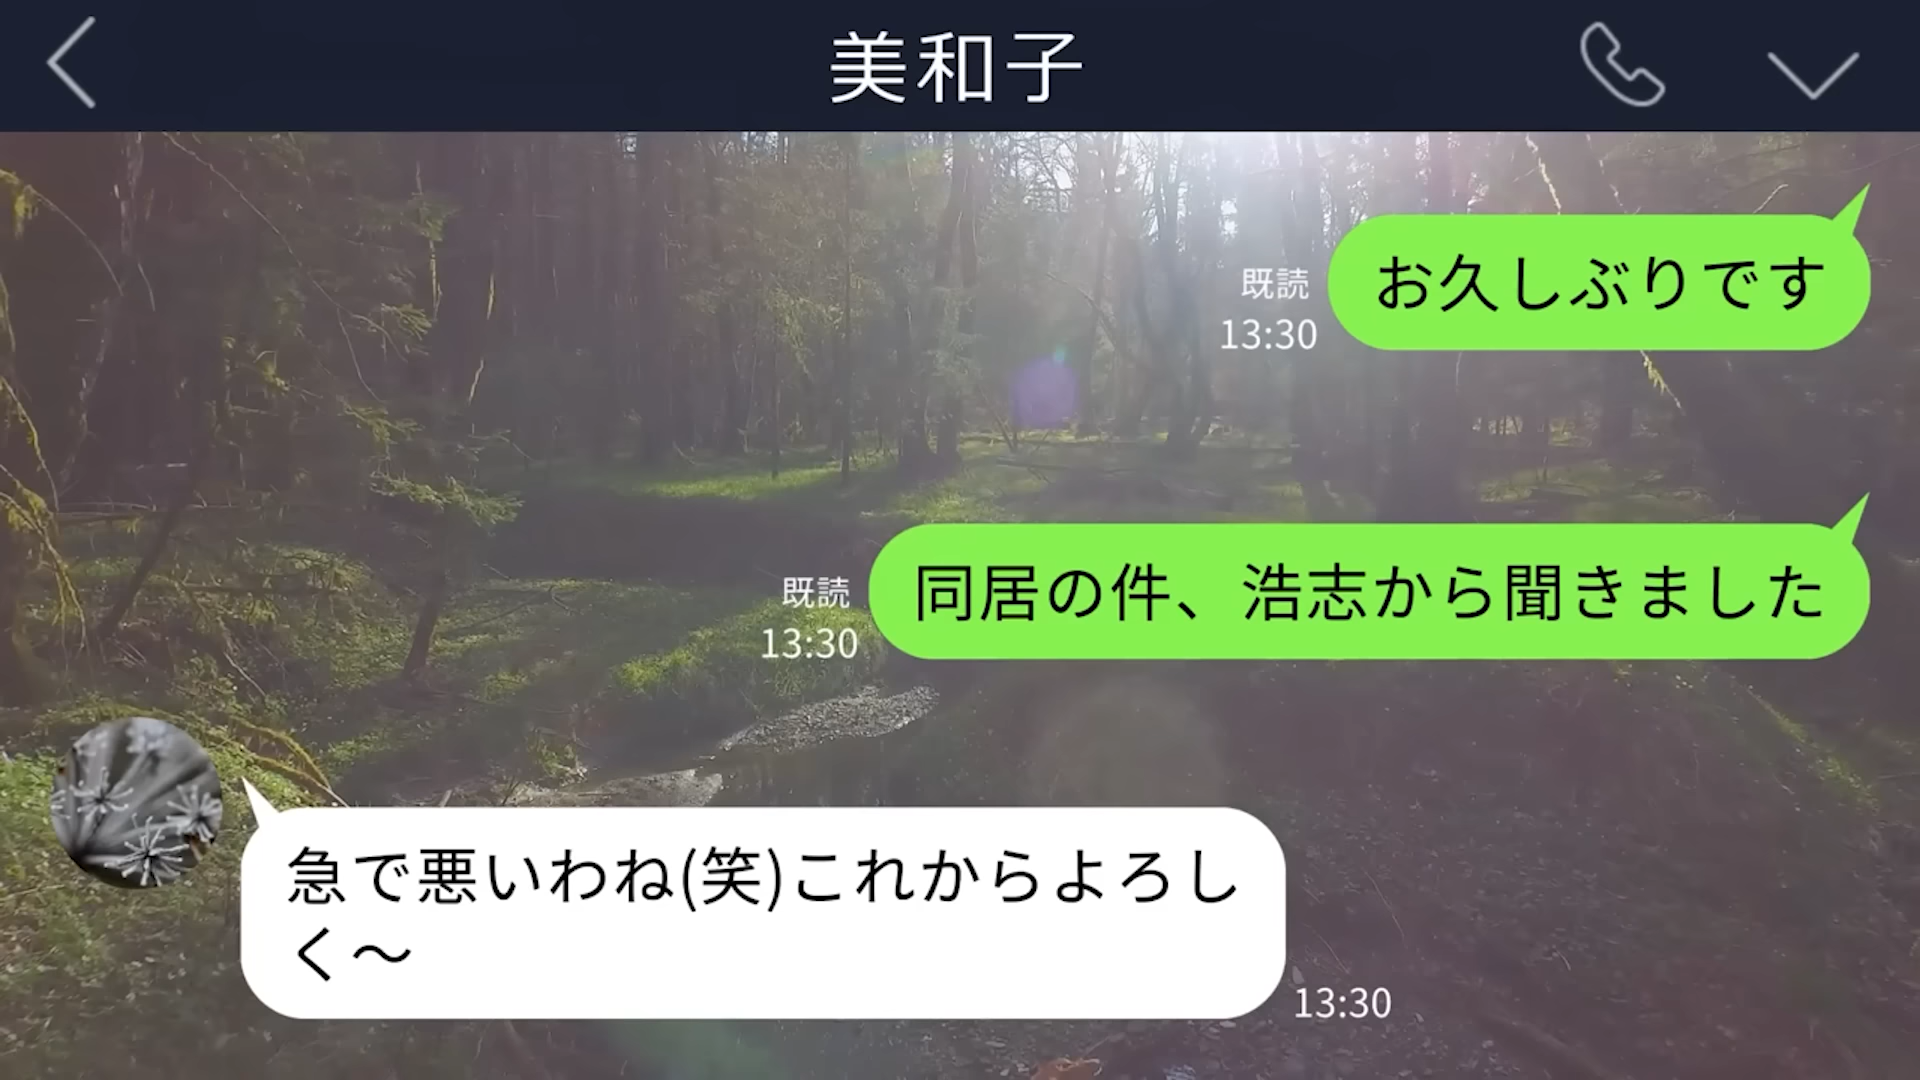 美和子
お久しぶりです
既読
13:30
同居の件、浩志から聞きました
既読
13:30
急で悪いわね(笑)これからよろし
く〜
13:30